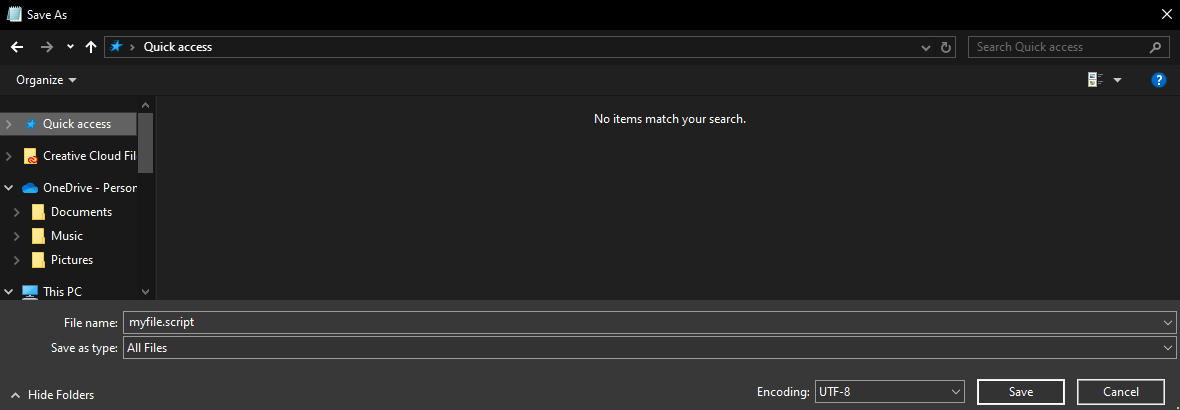 Save As
Quick access
Search Quick access
Organize
?
Quick access
No items match your search.
Creative Cloud Fil
OneDrive - Person
Documents
Music
Pictures
This PC
File name: myfile.script
Save as type: All Files
Hide Folders
Encoding: UTF-8
Save
Cancel